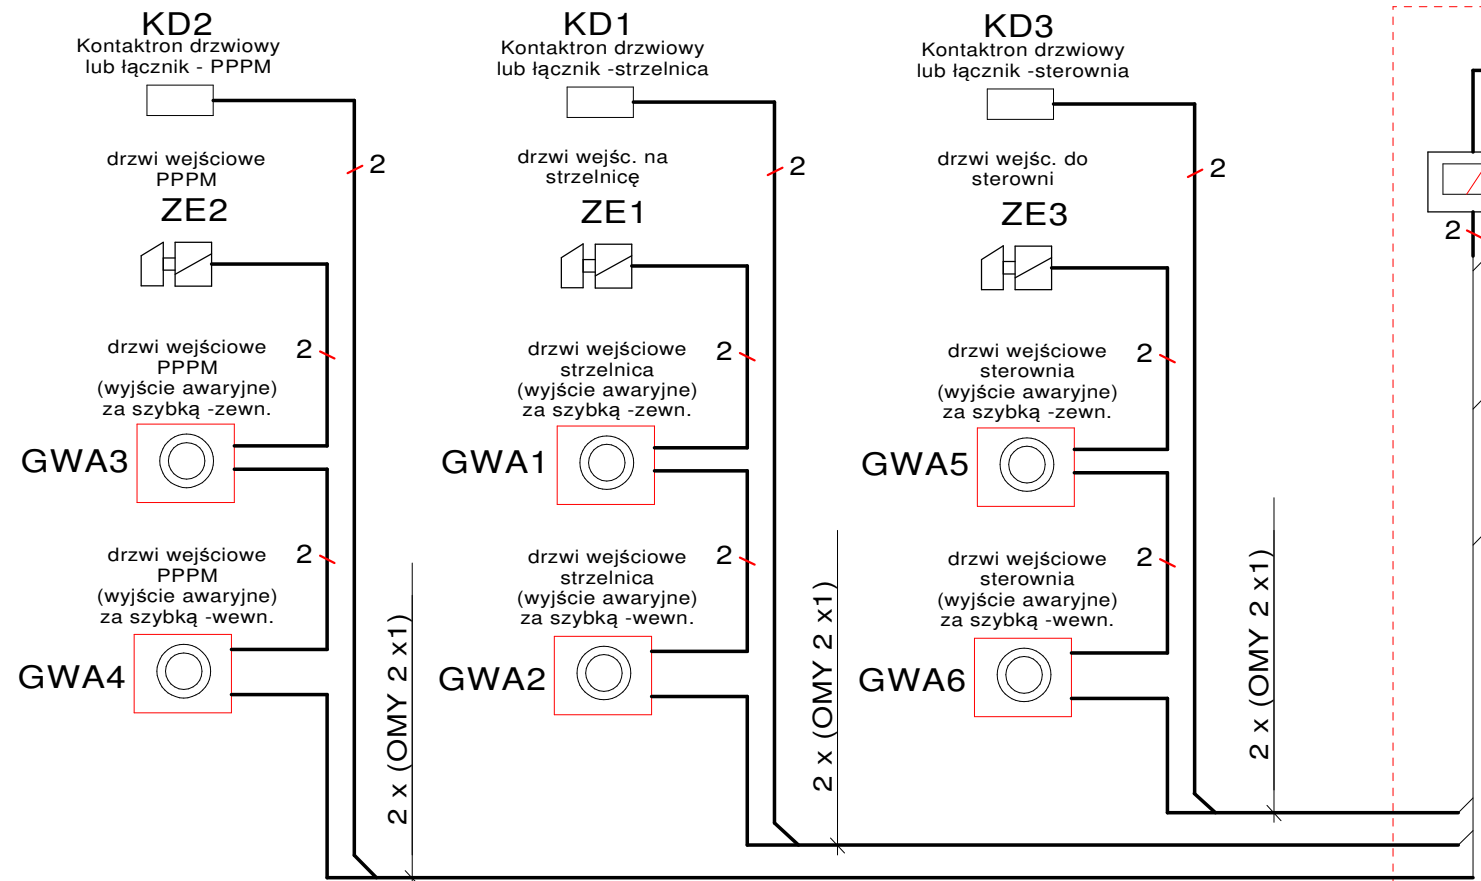 KD2
Kontaktron drzwiowy
lub łącznik - PPPM
2
drzwi wejściowe
PPPM
ZE2
drzwi wejściowe
PPPM
(wyjście awaryjne)
za szybką -zewn.
2
GWA3
drzwi wejściowe
PPPM
(wyjście awaryjne)
za szybką -wewn.
2
GWA4
2 x (OMY 2 x1)
KD1
Kontaktron drzwiowy
lub łącznik -strzelnica
2
drzwi wejśc. na
strzelnicę
ZE1
drzwi wejściowe
strzelnica
(wyjście awaryjne)
za szybką -zewn.
2
GWA1
drzwi wejściowe
strzelnica
(wyjście awaryjne)
za szybką -wewn.
2
GWA2
2 x (OMY 2 x1)
KD3
Kontaktron drzwiowy
lub łącznik -sterownia
2
drzwi wejśc. do
sterowni
ZE3
drzwi wejściowe
sterownia
(wyjście awaryjne)
za szybką -zewn.
2
GWA5
drzwi wejściowe
sterownia
(wyjście awaryjne)
za szybką -wewn.
2
GWA6
2 x (OMY 2 x1)
2